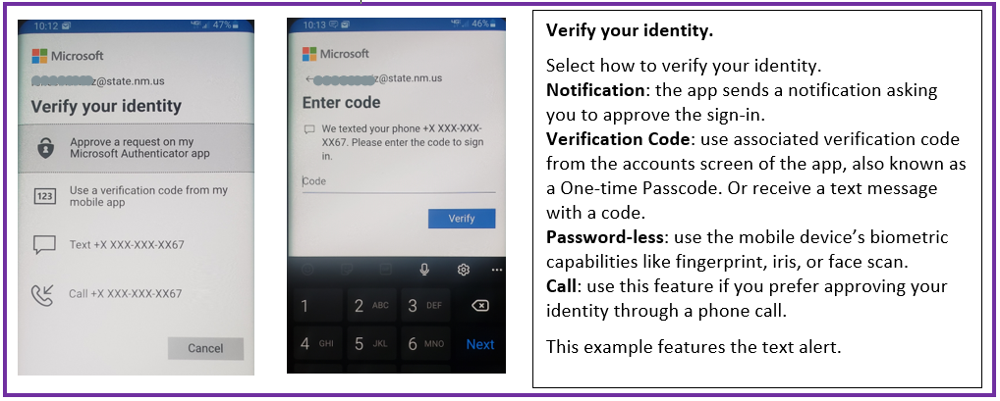 10:12 47%
Microsoft
z@state.nm.us
Verify your identity
Approve a request on my
Microsoft Authenticator app
123
Use a verification code from my
mobile app
Text +X XXX-XXX-XX67
Call +X XXX-XXX-XX67
Cancel
10:13 46%
Microsoft
z@state.nm.us
Enter code
We texted your phone +X XXX-XXX-
XX67. Please enter the code to sign
in.
Code
Verify
1 2 ABC 3 DEF
4 GHI 5 JKL 6 MNO Next
Verify your identity.
Select how to verify your identity.
Notification: the app sends a notification asking
you to approve the sign-in.
Verification Code: use associated verification code
from the accounts screen of the app, also known as
a One-time Passcode. Or receive a text message
with a code.
Password-less: use the mobile device’s biometric
capabilities like fingerprint, iris, or face scan.
Call: use this feature if you prefer approving your
identity through a phone call.
This example features the text alert.